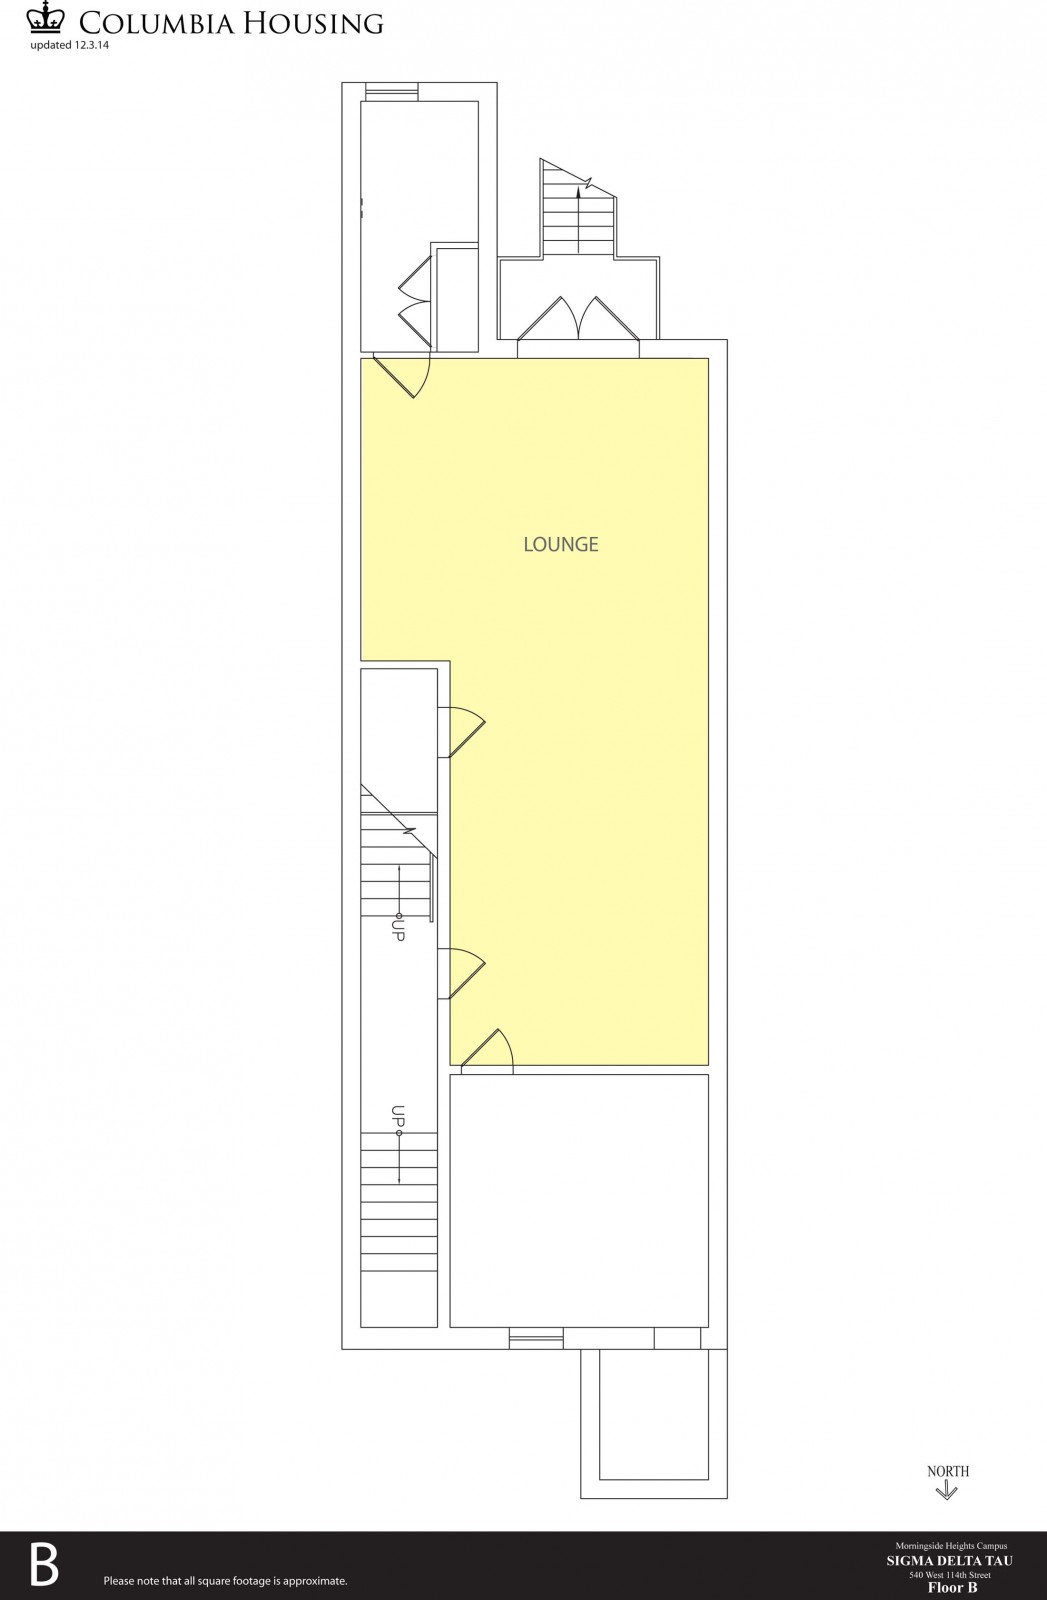 COLUMBIA HOUSING
updated 12.3.14
LOUNGE
UP
UP
NORTH
B
Please note that all square footage is approximate.
Morningside Heights Campus
SIGMA DELTA TAU
540 West 114th Street
Floor B